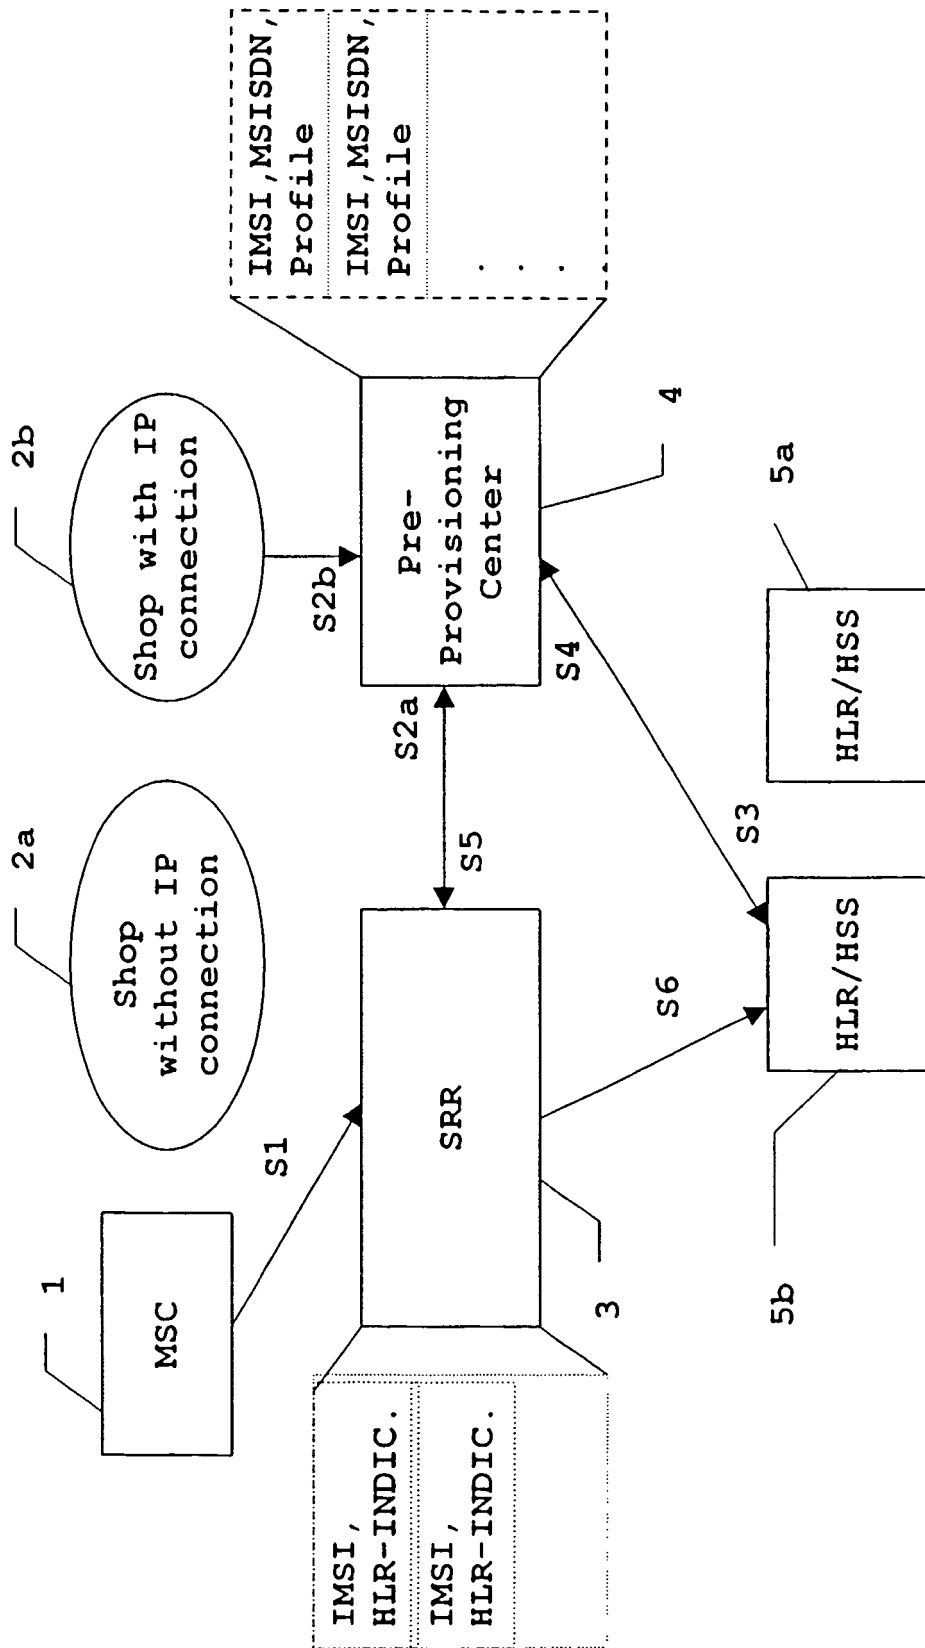 1
MSC
S1
2a
Shop
without IP
connection
2b
Shop with IP
connection
S2b
IMSI,
HLR-INDIC.
IMSI,
HLR-INDIC.
SRR
3
S5
S2a
Pre-
Provisioning
Center
4
IMSI,MSISDN,
Profile
IMSI,MSISDN,
Profile
. . .
S6
S3
S4
5b
HLR/HSS
HLR/HSS
5a